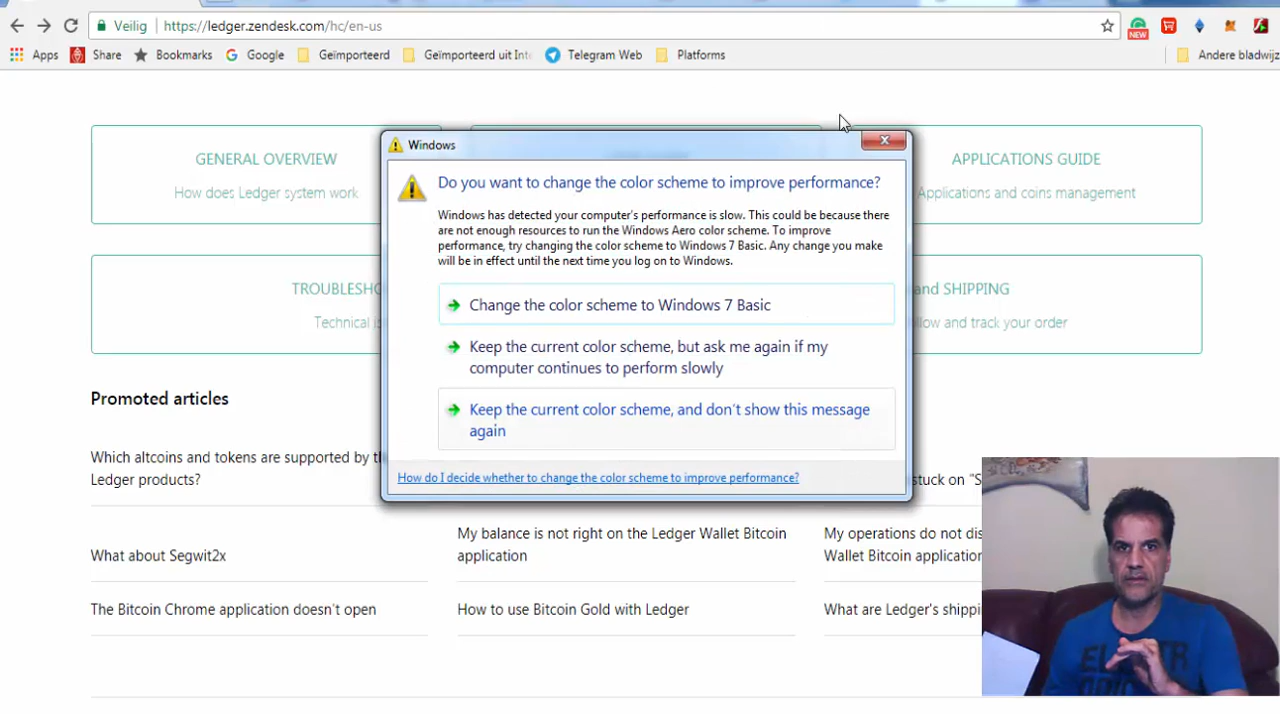 Veilig https://ledger.zendesk.com/hc/en-us
NEW
Apps Share Bookmarks Google Geïmporteerd Geïmporteerd uit Int Telegram Web Platforms Andere bladwijz
Windows
GENERAL OVERVIEW
How does Ledger system work
APPLICATIONS GUIDE
Applications and coins management
Do you want to change the color scheme to improve performance?
Windows has detected your computer's performance is slow. This could be because there
are not enough resources to run the Windows Aero color scheme. To improve
performance, try changing the color scheme to Windows 7 Basic. Any change you make
will be in effect until the next time you log on to Windows.
Change the color scheme to Windows 7 Basic
Keep the current color scheme, but ask me again if my
computer continues to perform slowly
Keep the current color scheme, and don't show this message
again
How do I decide whether to change the color scheme to improve performance?
TROUBLESHO
Technical is
and SHIPPING
ollow and track your order
Promoted articles
Which altcoins and tokens are supported by th
Ledger products?
stuck on "S
What about Segwit2x
My balance is not right on the Ledger Wallet Bitcoin
application
My operations do not dis
Wallet Bitcoin application
The Bitcoin Chrome application doesn't open
How to use Bitcoin Gold with Ledger
What are Ledger's shippi